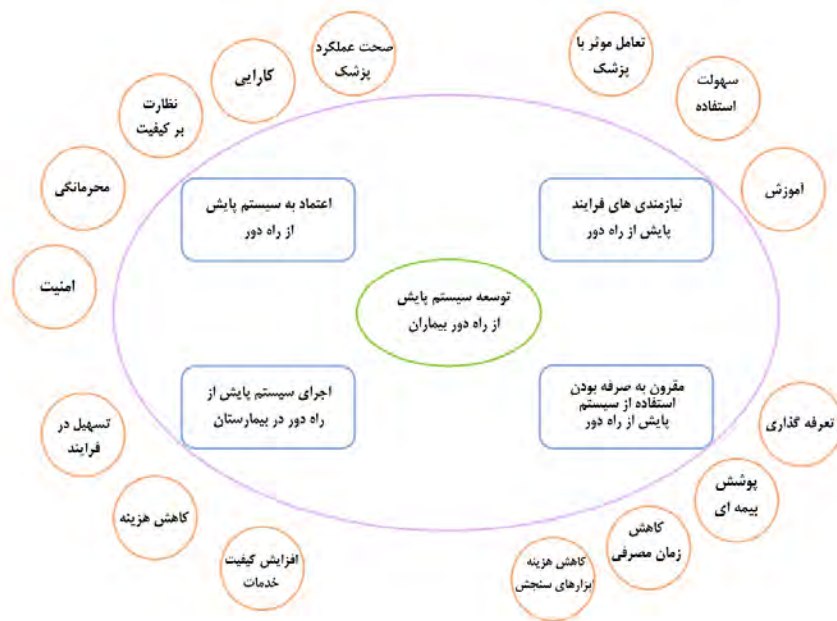 تعامل موثر با
پزشک
سهولت
استفاده
آموزش
صحت عملکرد
پزشک
کارایی
نظارت
بر کیفیت
محرمانگی
امنیت
نیازمندی های فرایند
پایش از راه دور
اعتماد به سیستم پایش
از راه دور
توسعه سیستم پایش
از راه دور بیماران
مقرون به صرفه بودن
استفاده از سیستم
پایش از راه دور
اجرای سیستم پایش از
راه دور در بیمارستان
تعرفه گذاری
پوشش
بیمه ای
کاهش
زمان مصرفی
کاهش هزینه
ابزارهای سنجش
تسهیل در
فرایند
کاهش هزینه
افزایش کیفیت
خدمات